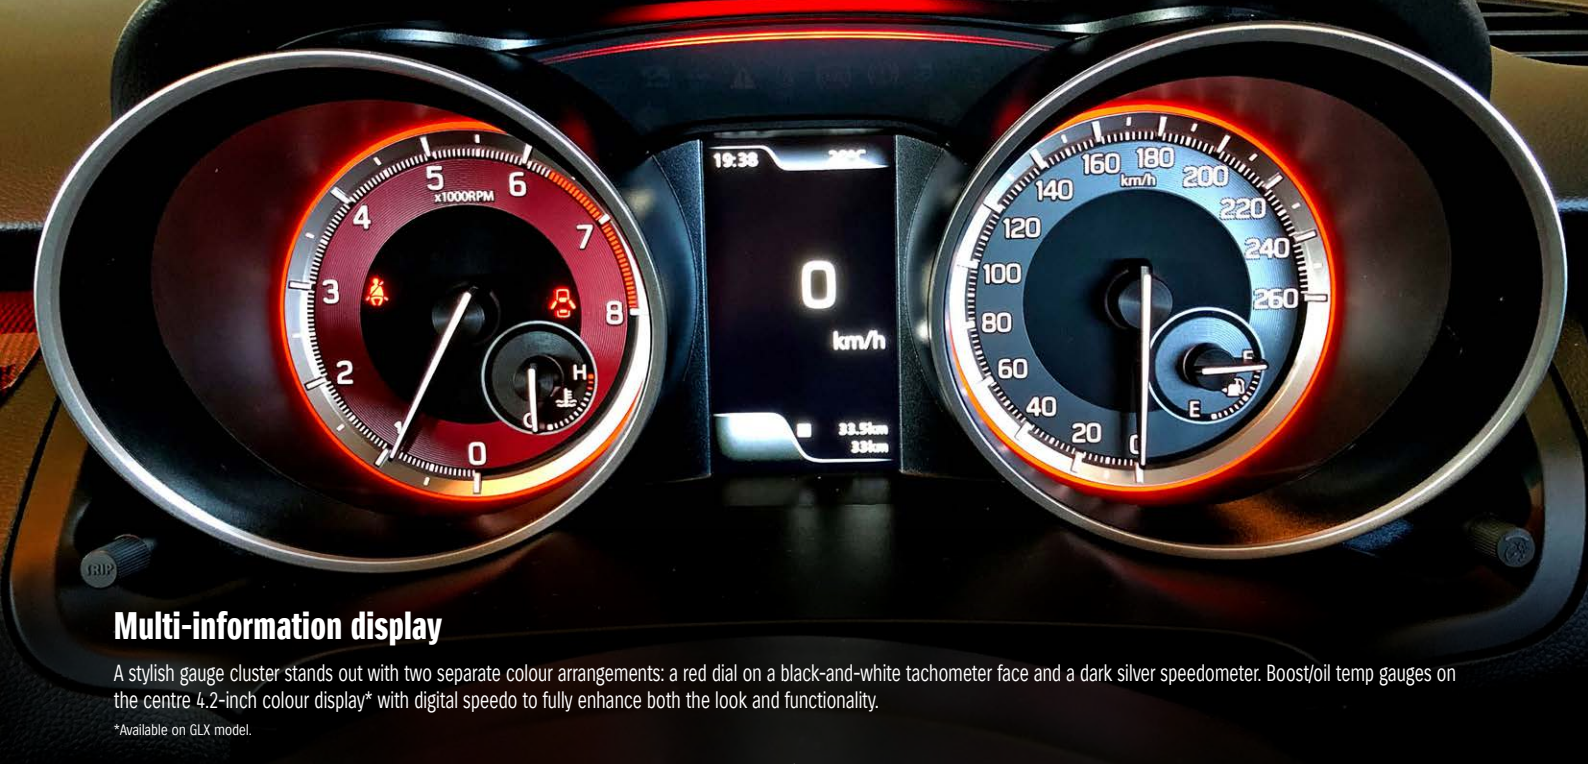 19:38
5
6
x1000RPM
4
7
3
8
2
H
1
0
0
km/h
33.5km
33km
160
180
km/h
140
200
120
220
100
240
80
260
60
F
40
E
20
0
TRIP
Multi-information display
A stylish gauge cluster stands out with two separate colour arrangements: a red dial on a black-and-white tachometer face and a dark silver speedometer. Boost/oil temp gauges on
the centre 4.2-inch colour display* with digital speedo to fully enhance both the look and functionality.
*Available on GLX model.